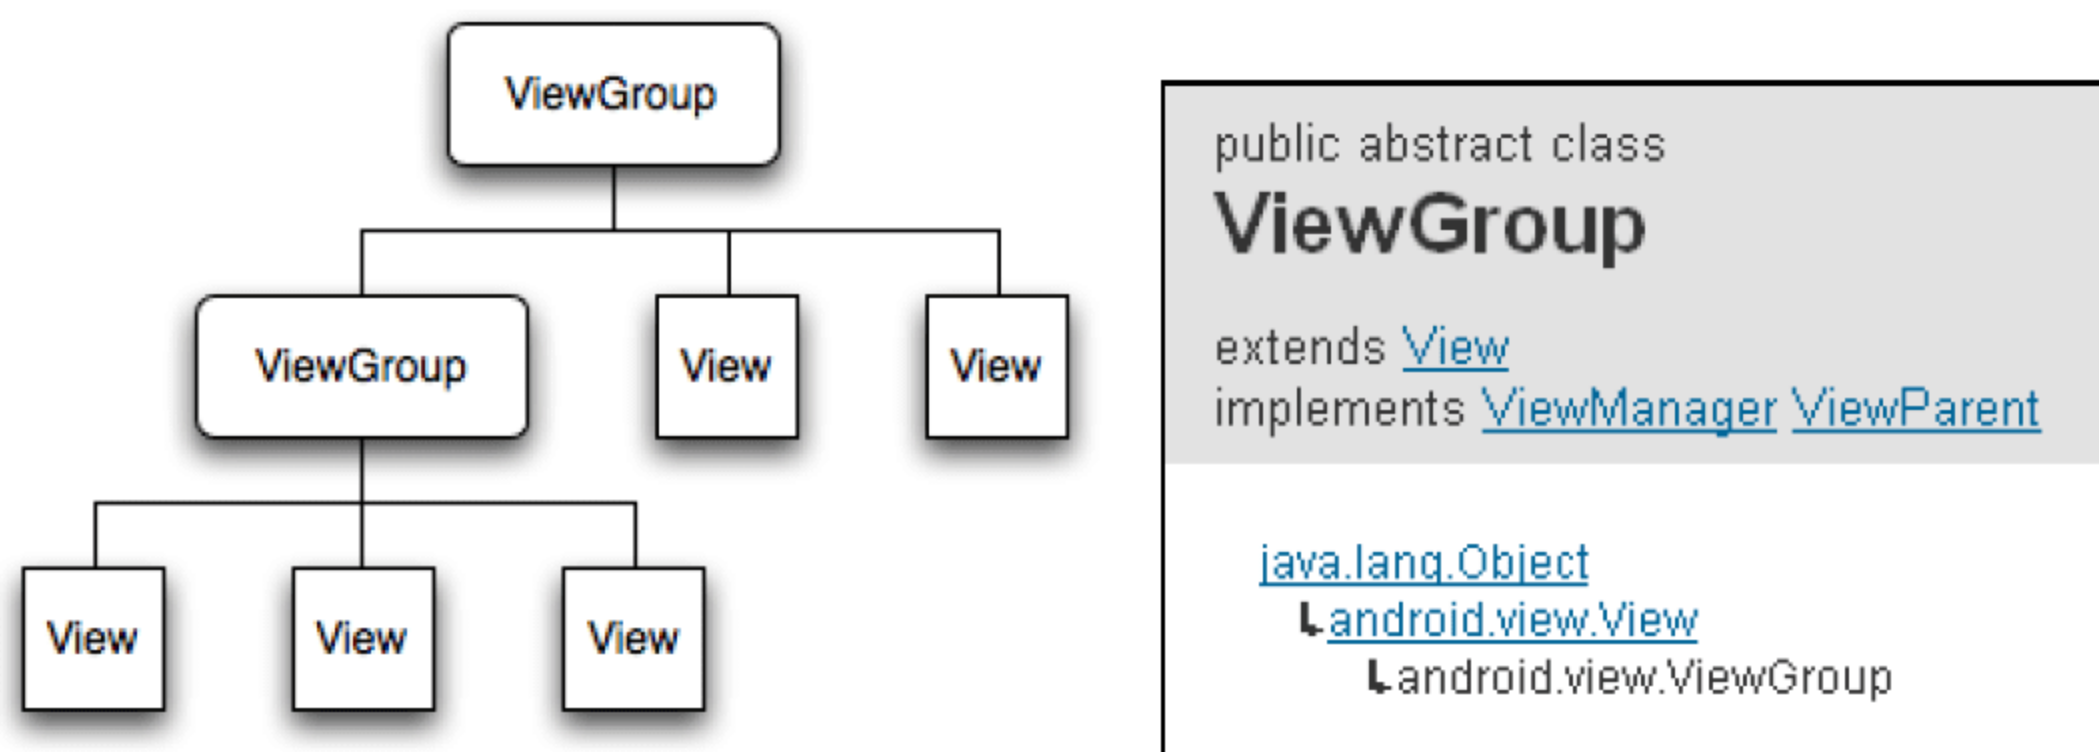 ViewGroup
ViewGroup
View
View
View
View
View
public abstract class
ViewGroup
extends View
implements ViewManager ViewParent
java.lang.Object
android.view.View
android.view.ViewGroup